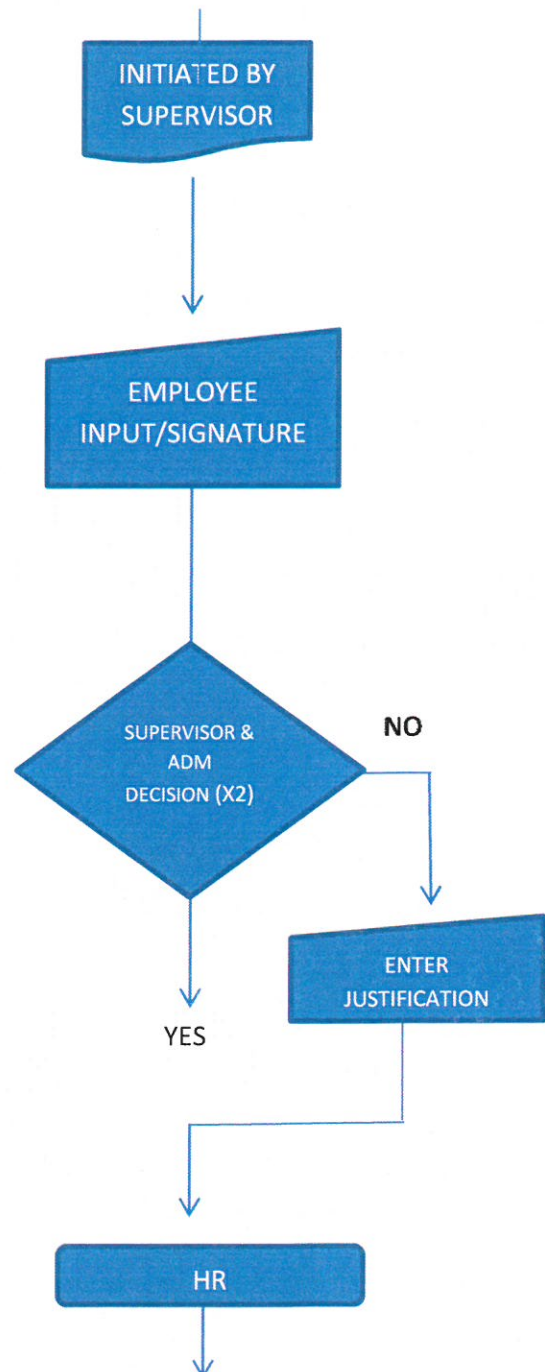 INITIATED BY
SUPERVISOR
EMPLOYEE
INPUT/SIGNATURE
SUPERVISOR &
ADM
DECISION (X2)
NO
ENTER
JUSTIFICATION
YES
HR